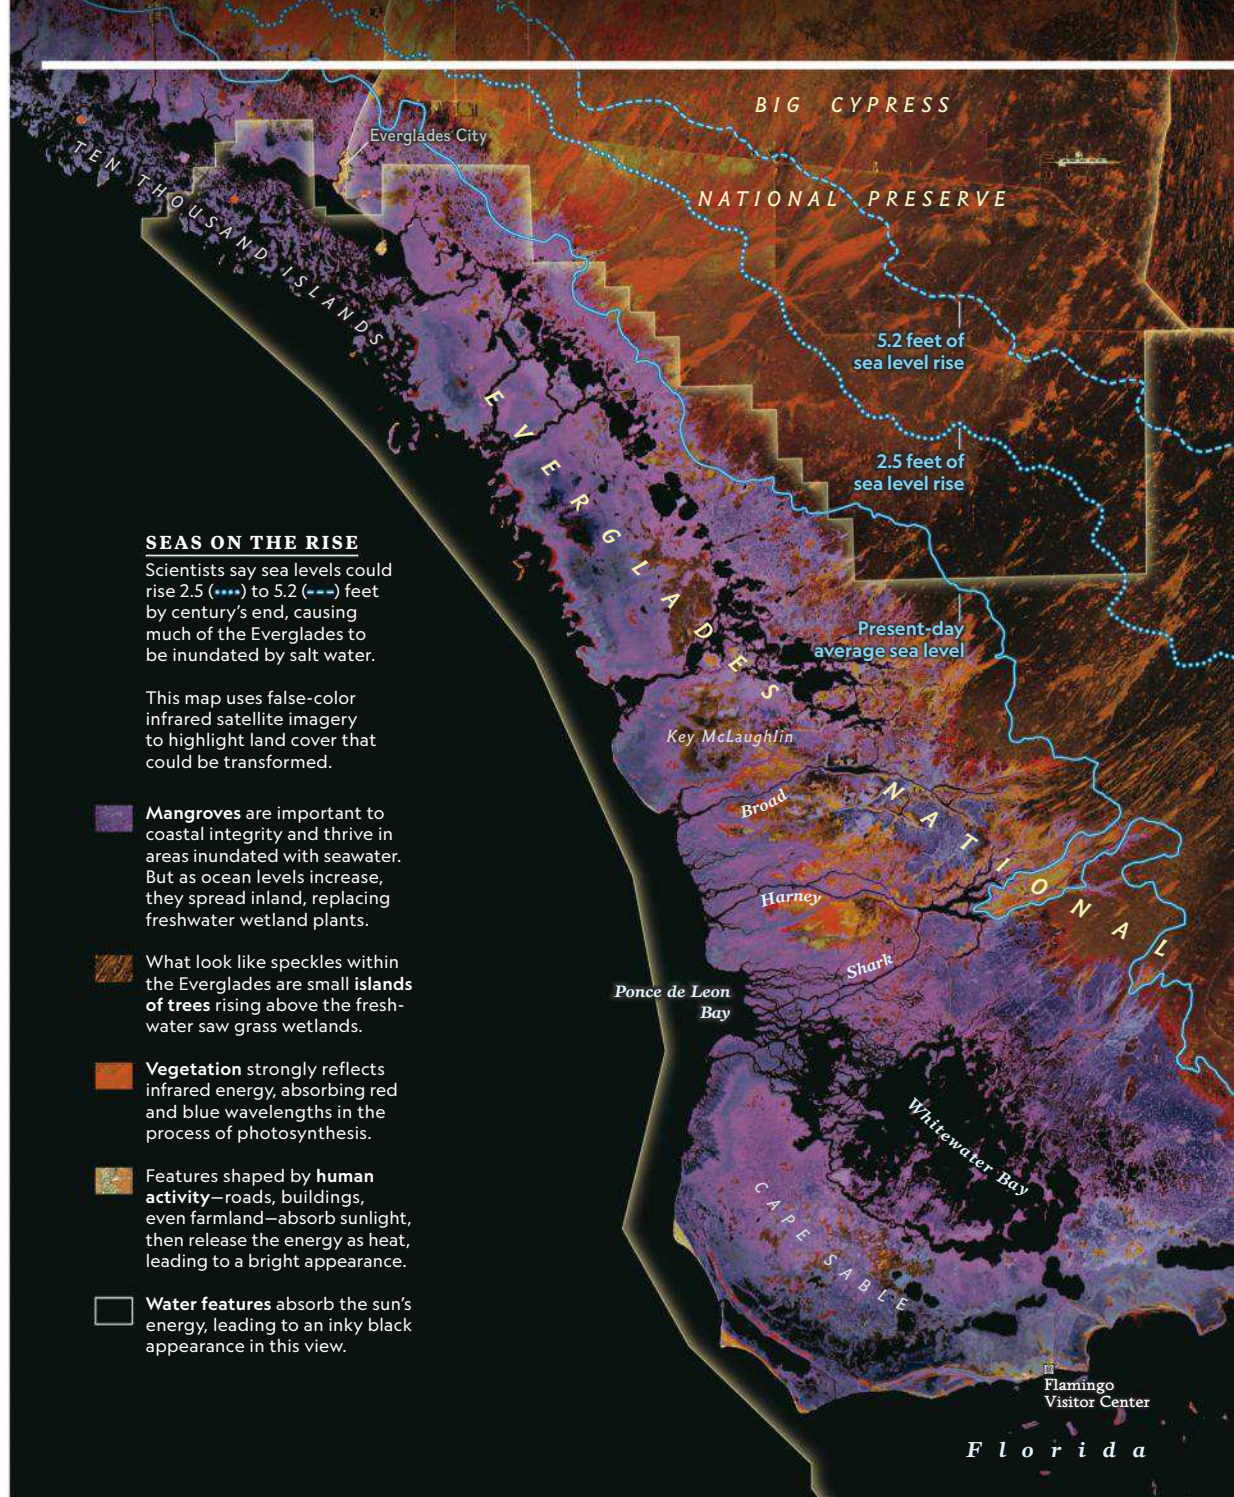 BIG CYPRESS
NATIONAL PRESERVE
Everglades City
TEN THOUSAND ISLANDS
5.2 feet of
sea level rise
2.5 feet of
sea level rise
Present-day
average sea level
EVERGLADES
NATIONAL
Key McLaughlin
Broad
Harney
Shark
Ponce de Leon
Bay
Whitewater Bay
CAPE SABLE
Flamingo
Visitor Center
Florida
SEAS ON THE RISE
Scientists say sea levels could
rise 2.5 (••••) to 5.2 (---) feet
by century’s end, causing
much of the Everglades to
be inundated by salt water.
This map uses false-color
infrared satellite imagery
to highlight land cover that
could be transformed.
Mangroves are important to
coastal integrity and thrive in
areas inundated with seawater.
But as ocean levels increase,
they spread inland, replacing
freshwater wetland plants.
What look like speckles within
the Everglades are small islands
of trees rising above the fresh-
water saw grass wetlands.
Vegetation strongly reflects
infrared energy, absorbing red
and blue wavelengths in the
process of photosynthesis.
Features shaped by human
activity—roads, buildings,
even farmland—absorb sunlight,
then release the energy as heat,
leading to a bright appearance.
Water features absorb the sun’s
energy, leading to an inky black
appearance in this view.